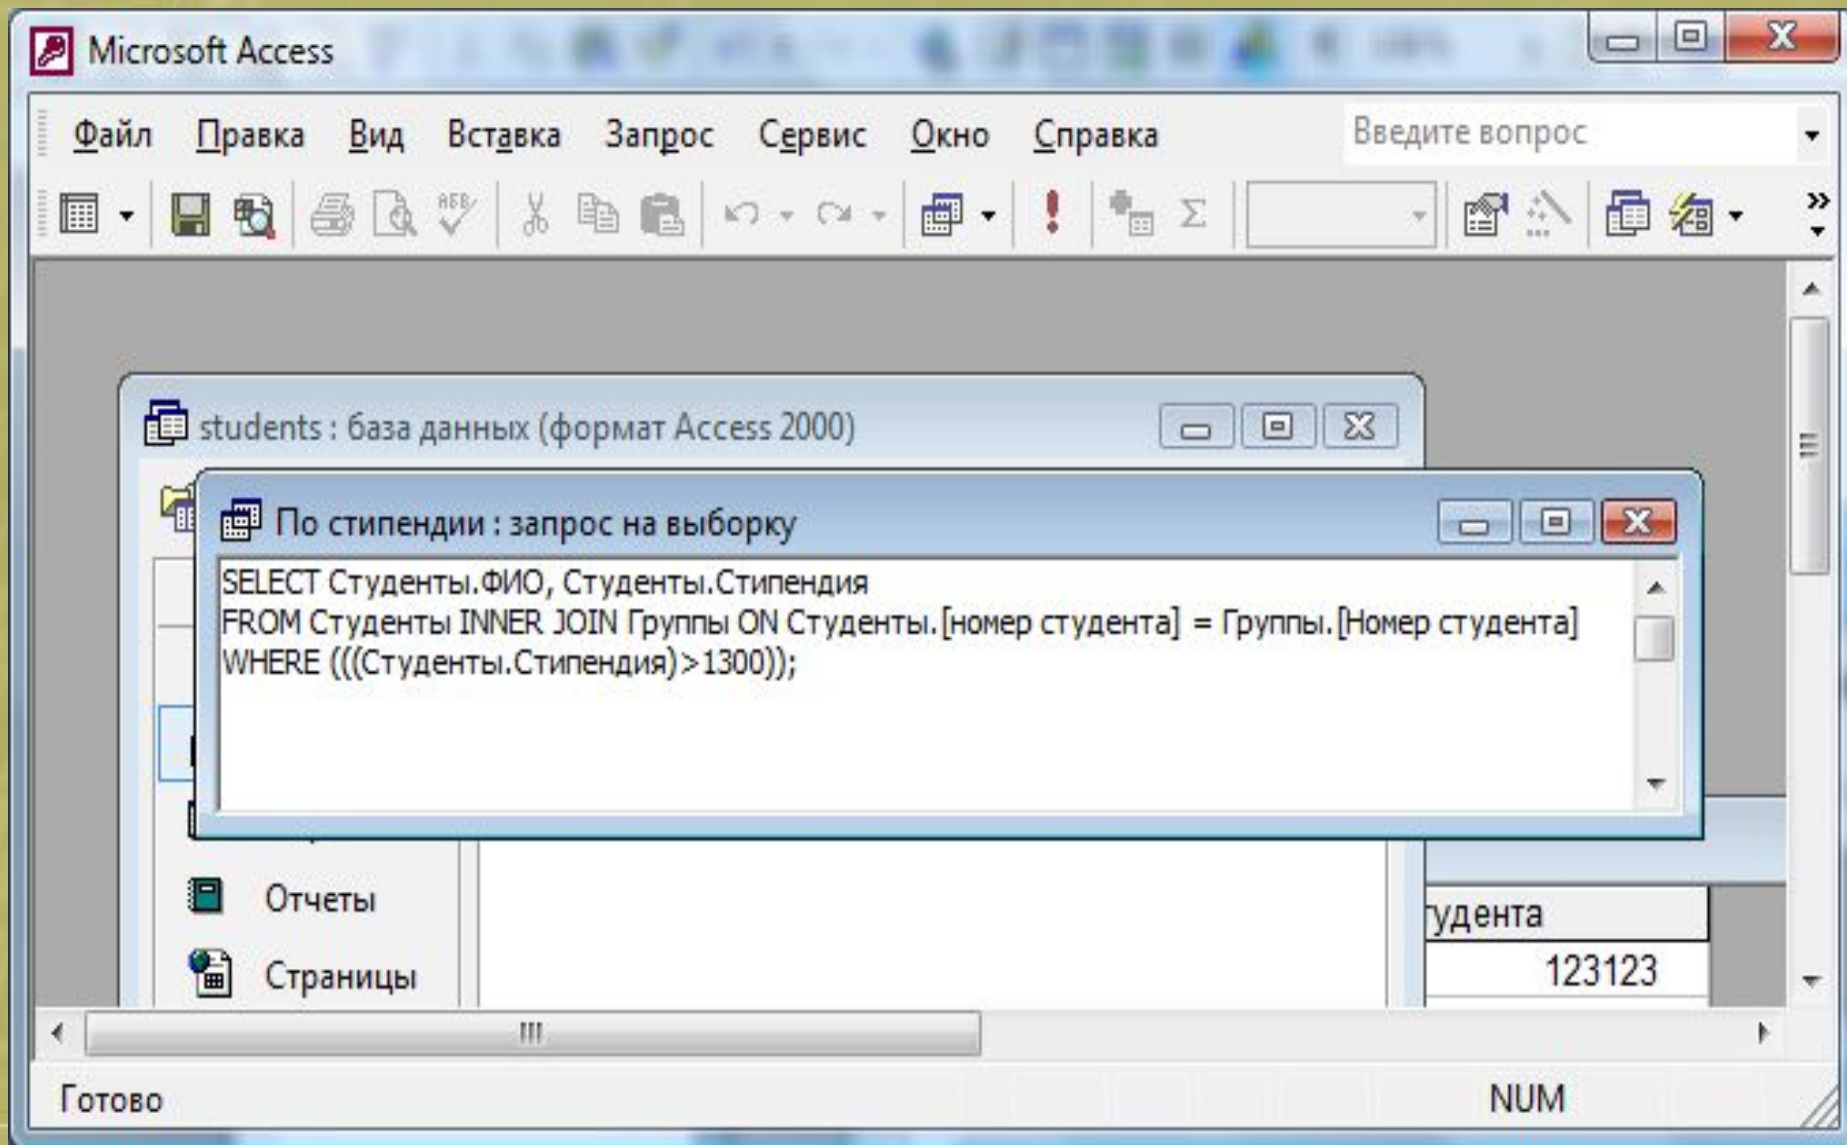 Microsoft Access
Файл Правка Вид Вставка Запрос Сервис Окно Справка Введите вопрос
АБВ
students : база данных (формат Access 2000)
По стипендии : запрос на выборку
SELECT Студенты.ФИО, Студенты.Стипендия
FROM Студенты INNER JOIN Группы ON Студенты.[номер студента] = Группы.[Номер студента]
WHERE (((Студенты.Стипендия)>1300));
Отчеты
Страницы
тудента
123123
Готово NUM